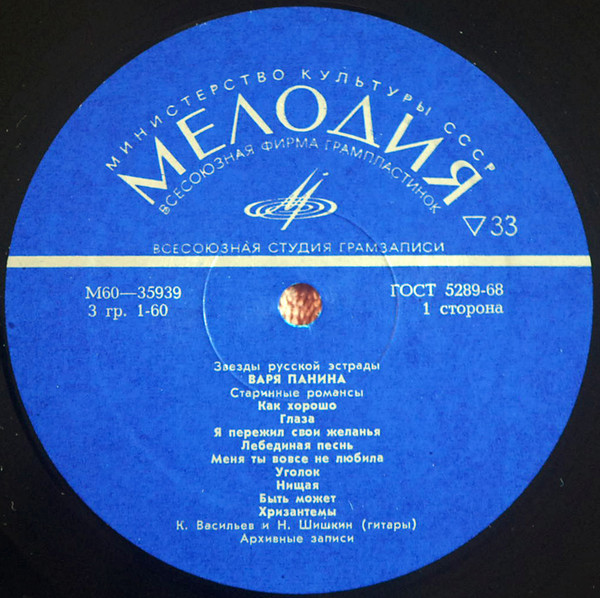 МИНИСТЕРСТВО КУЛЬТУРЫ СССР
МЕЛОДИЯ
ВСЕСОЮЗНАЯ ФИРМА ГРАМПЛАСТИНОК
▽33
ВСЕСОЮЗНАЯ СТУДИЯ ГРАМЗАПИСИ
М60—35939
3 гр. 1-60
ГОСТ 5289-68
1 сторона
Звезды русской эстрады
ВАРЯ ПАНИНА
Старинные романсы
Как хорошо
Глаза
Я пережил свои желанья
Лебединая песнь
Меня ты вовсе не любила
Уголок
Нищая
Быть может
Хризантемы
К. Васильев и Н. Шишкин (гитары)
Архивные записи